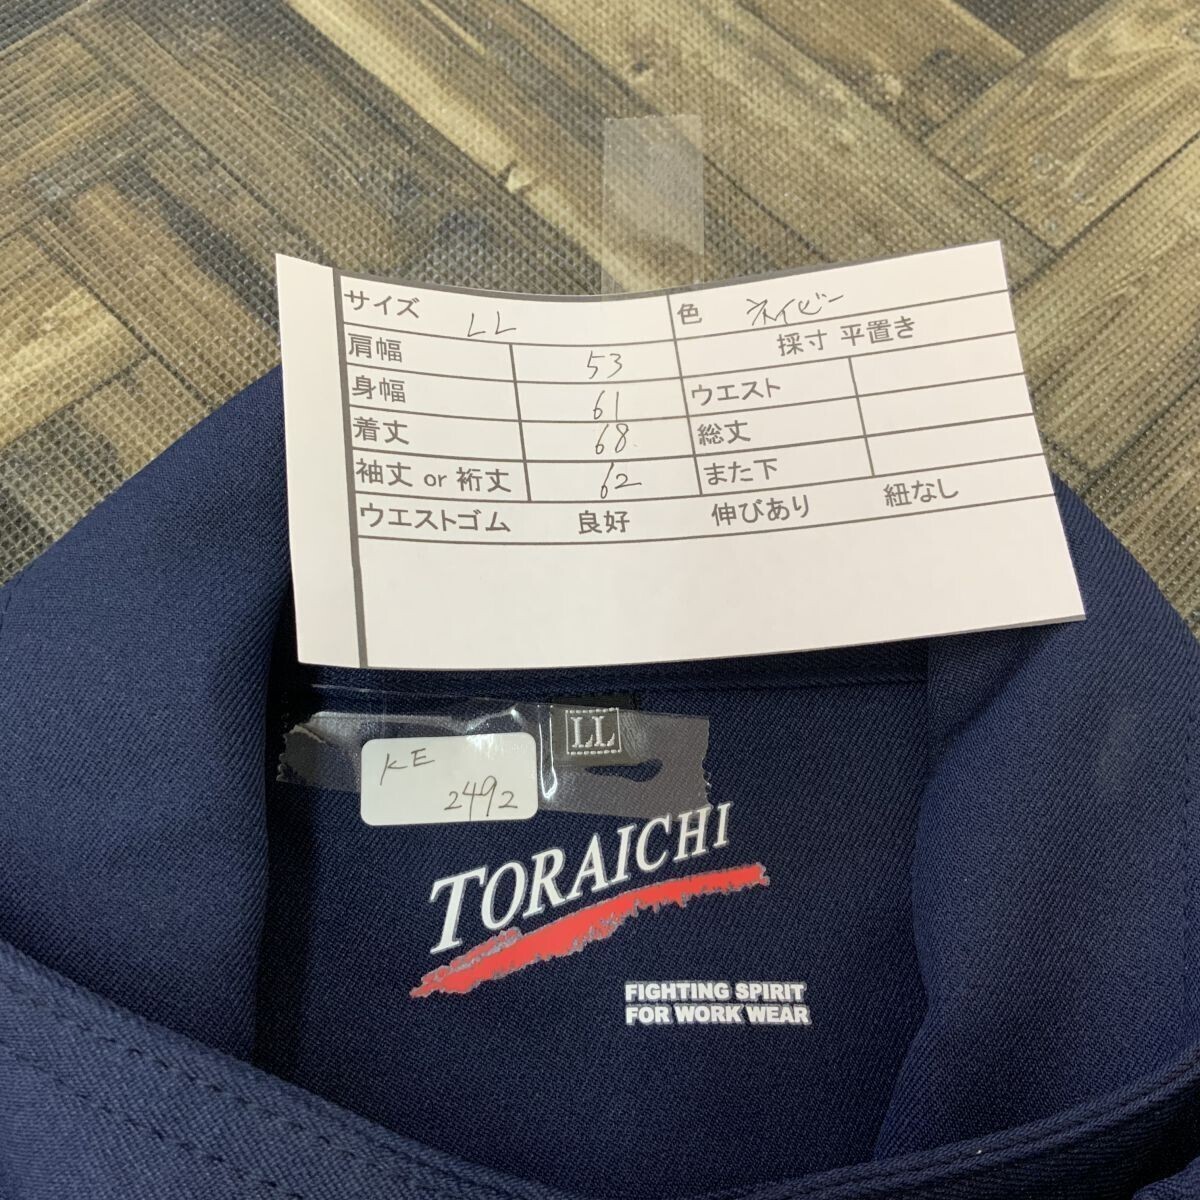 サイズ LL 色 ネイビー
肩幅 53 採寸 平置き
身幅 61 ウエスト
着丈 68. 総丈
袖丈 or 裄丈 62 また下
ウエストゴム 良好 伸びあり 紐なし
LL
KE
2492
TORAICHI
FIGHTING SPIRIT
FOR WORK WEAR